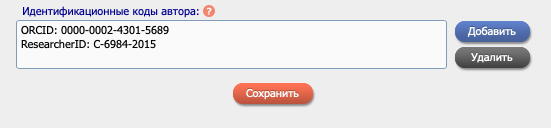 Идентификационные коды автора: ?
ORCID: 0000-0002-4301-5689
ResearcherID: C-6984-2015
Добавить
Удалить
Сохранить